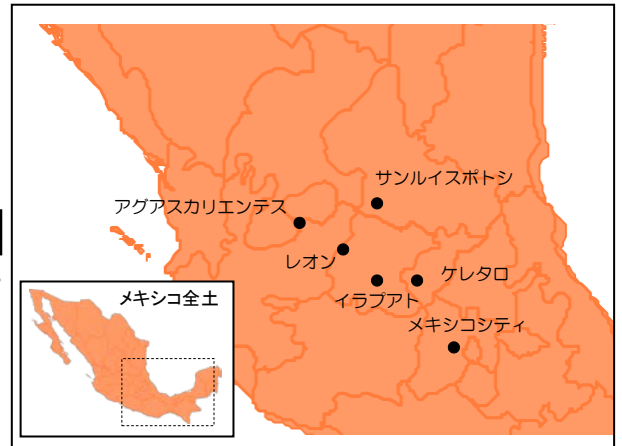 サンルイスポトシ
アグアスカリエンテス
レオン
ケレタロ
イラプアト
メキシコシティ
メキシコ全土